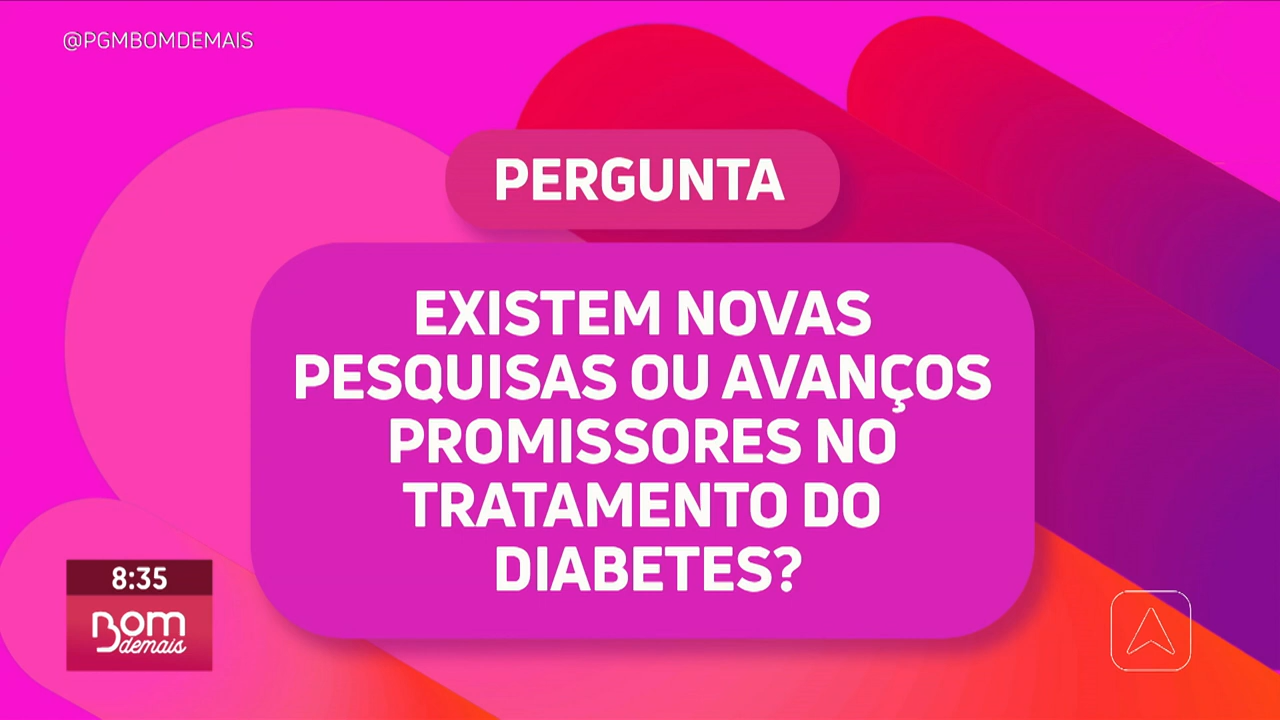 @PGMBOMDEMAIS
PERGUNTA
EXISTEM NOVAS
PESQUISAS OU AVANÇOS
PROMISSORES NO
TRATAMENTO DO
DIABETES?
8:35
Bom
demais